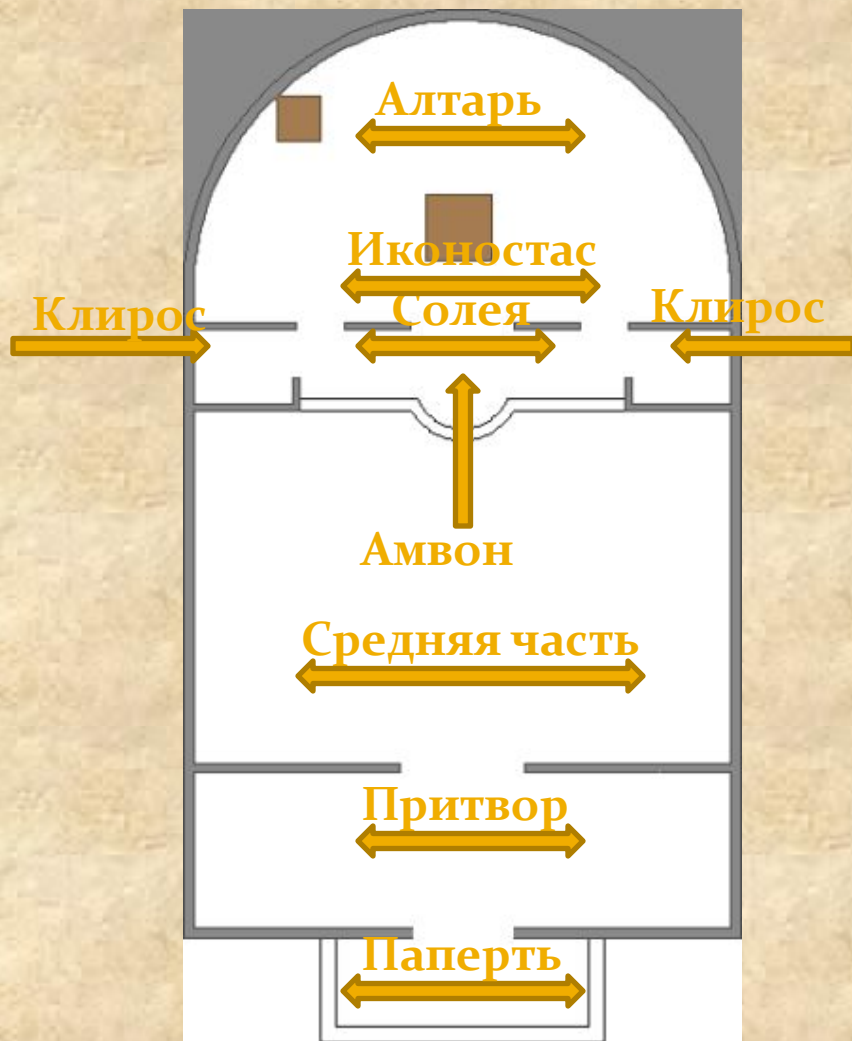 Алтарь
Иконостас
Клирос
Солея
Клирос
Амвон
Средняя часть
Притвор
Паперть